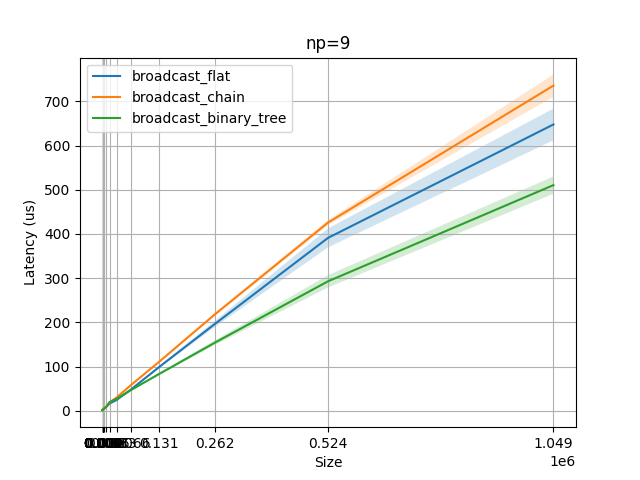 np=9
broadcast_flat
broadcast_chain
broadcast_binary_tree
Latency (us)
700
600
500
400
300
200
100
0
0.131 0.262 0.524 1.049
Size
1e6